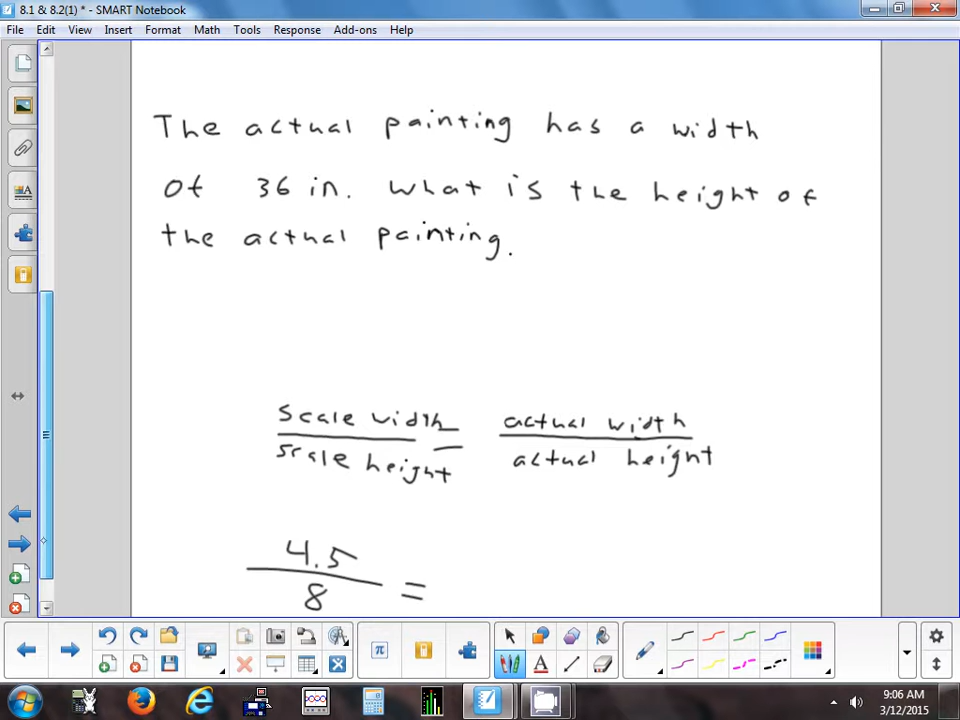 8.1 & 8.2(1) * - SMART Notebook
File Edit View Insert Format Math Tools Response Add-ons Help
The actual painting has a width
of 36 in. What is the height of
the actual painting.
scale width = actual width
scale height actual height
4.5
8 =
9:06 AM
3/12/2015